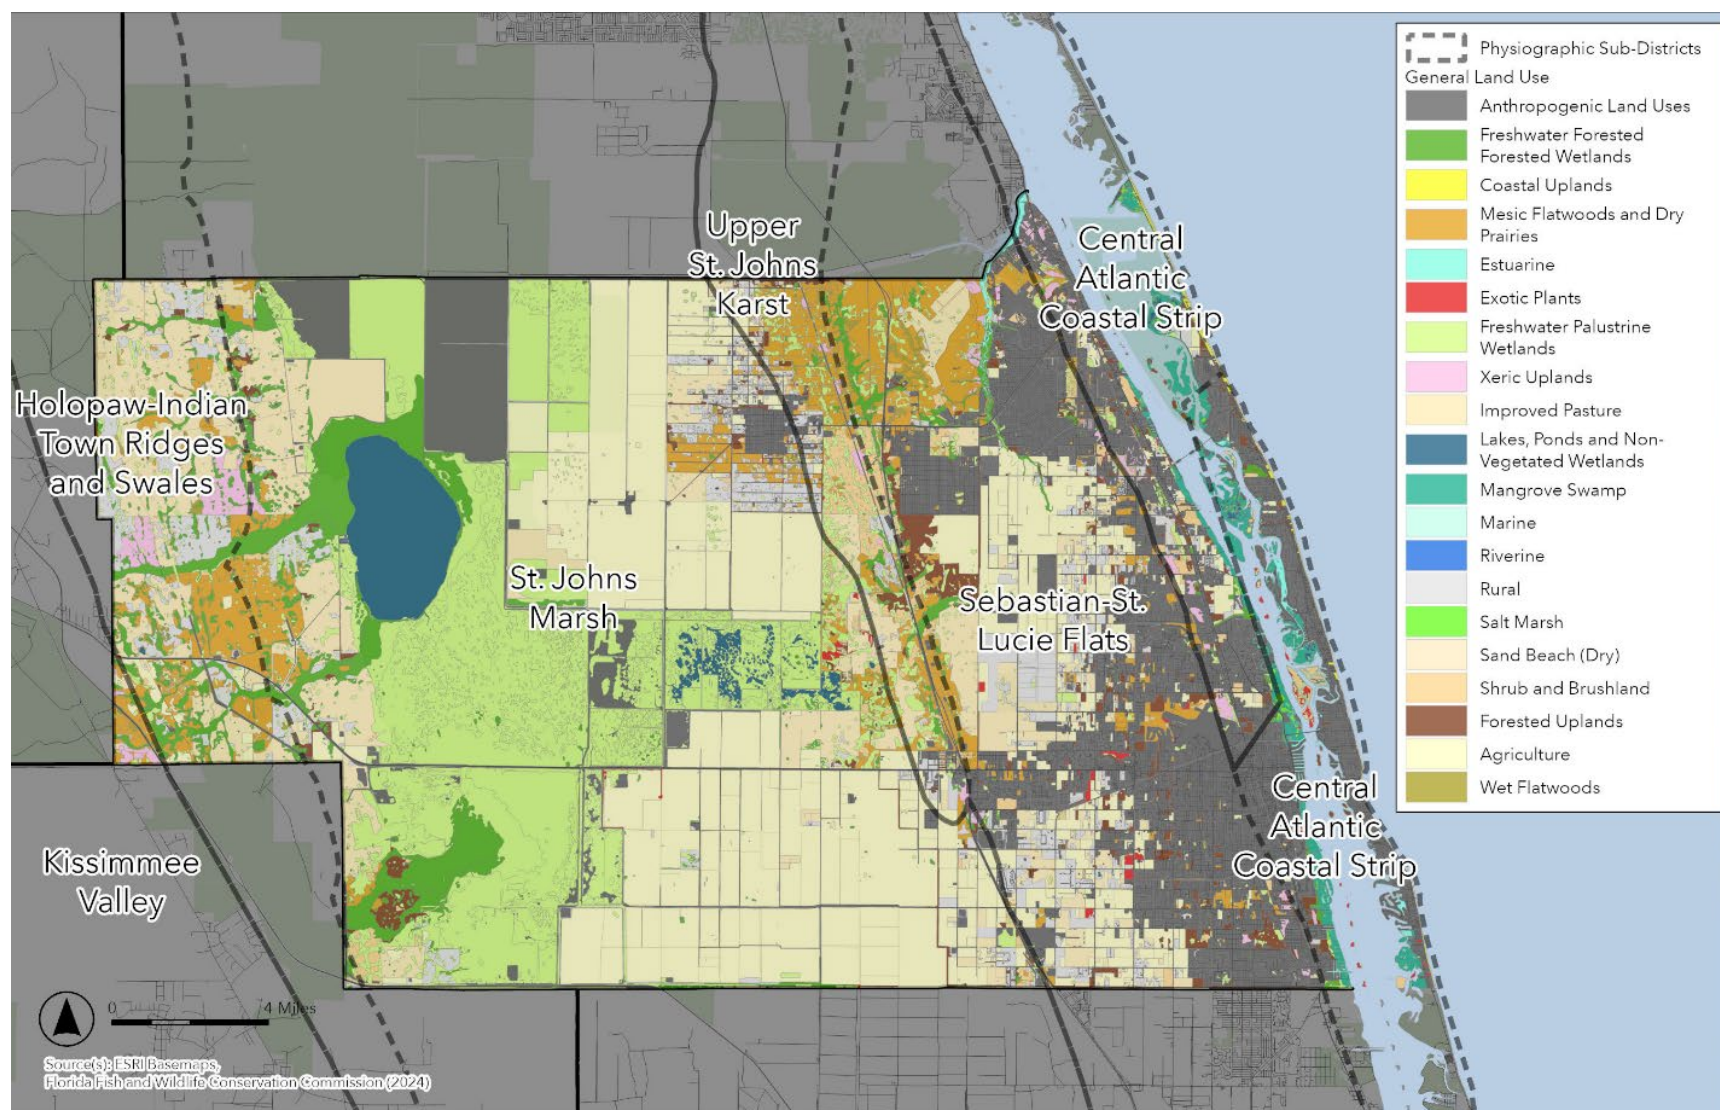 Physiographic Sub-Districts
General Land Use
Anthropogenic Land Uses
Freshwater Forested
Forested Wetlands
Coastal Uplands
Mesic Flatwoods and Dry
Prairies
Estuarine
Exotic Plants
Freshwater Palustrine
Wetlands
Xeric Uplands
Improved Pasture
Lakes, Ponds and Non-
Vegetated Wetlands
Mangrove Swamp
Marine
Riverine
Rural
Salt Marsh
Sand Beach (Dry)
Shrub and Brushland
Forested Uplands
Agriculture
Wet Flatwoods
Upper
St. Johns
Karst
Central
Atlantic
Coastal Strip
Holopaw-Indian
Town Ridges
and Swales
St. Johns
Marsh
Sebastian-St.
Lucie Flats
Central
Atlantic
Coastal Strip
Kissimmee
Valley
0 4 Miles
Source(s): ESRI Basemaps,
Florida Fish and Wildlife Conservation Commission (2024)